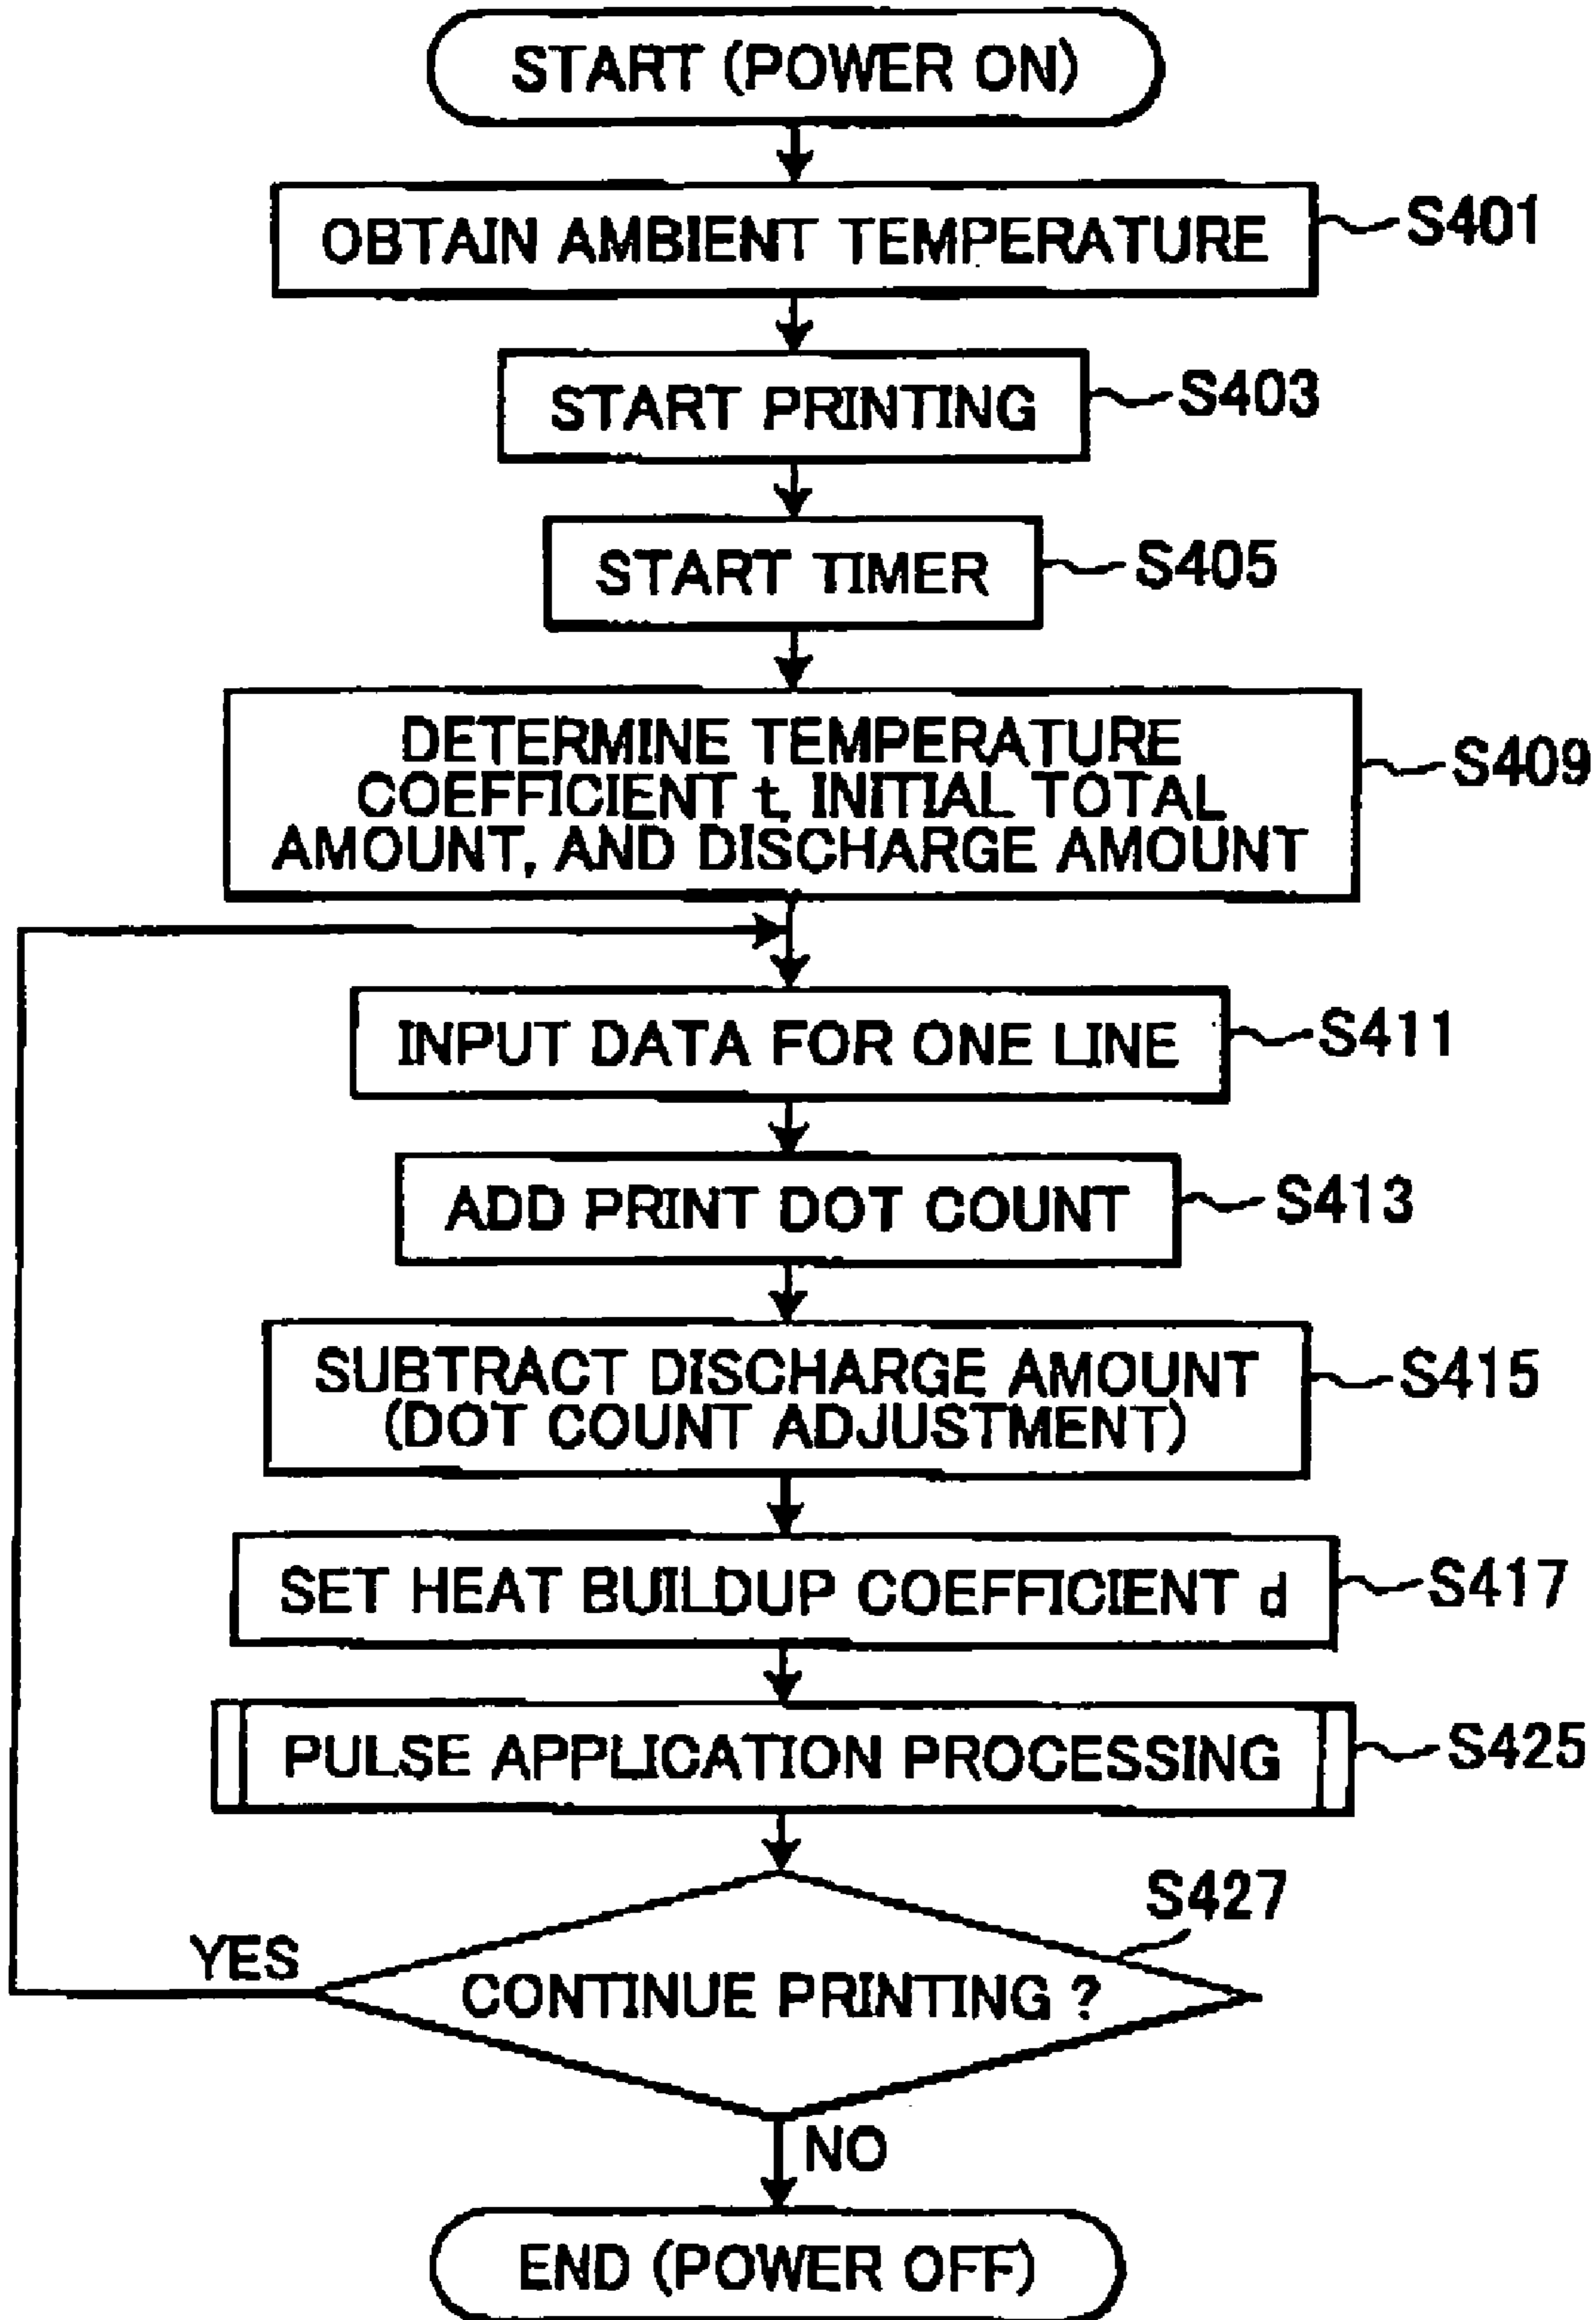 START (POWER ON)
OBTAIN AMBIENT TEMPERATURE
S401
START PRINTING
S403
START TIMER
S405
DETERMINE TEMPERATURE
COEFFICIENT t, INITIAL TOTAL
AMOUNT, AND DISCHARGE AMOUNT
S409
INPUT DATA FOR ONE LINE
S411
ADD PRINT DOT COUNT
S413
SUBTRACT DISCHARGE AMOUNT
(DOT COUNT ADJUSTMENT)
S415
SET HEAT BUILDUP COEFFICIENT d
S417
PULSE APPLICATION PROCESSING
S425
S427
YES
CONTINUE PRINTING ?
NO
END (POWER OFF)